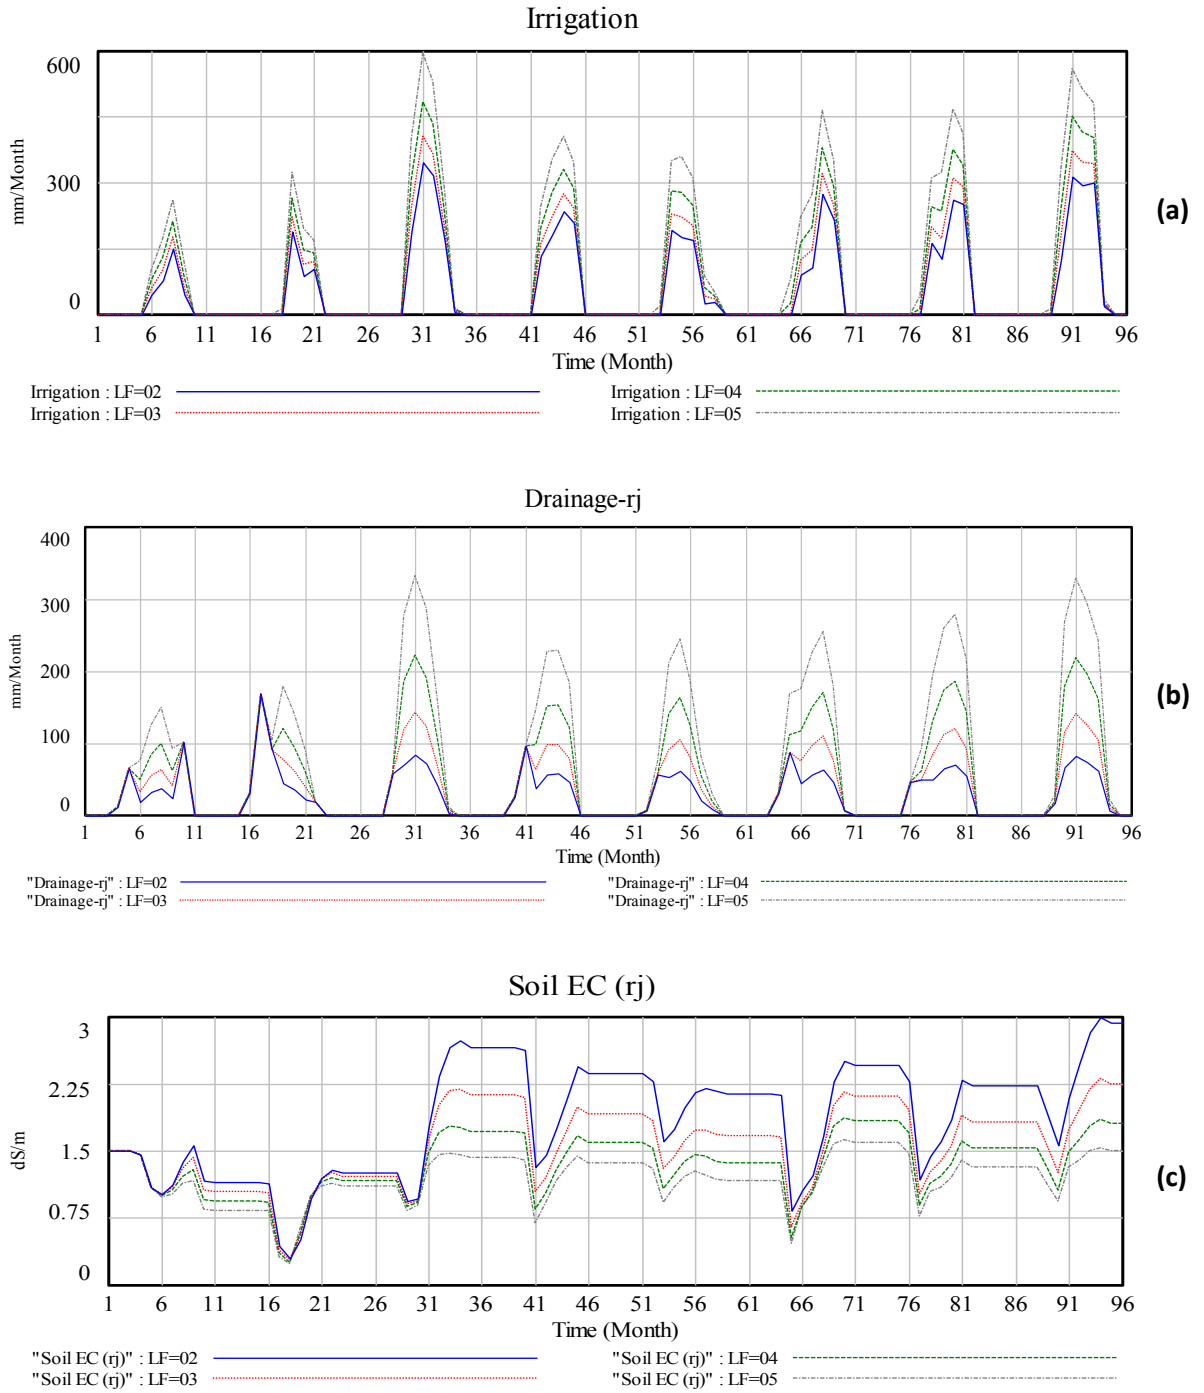 Irrigation
600
300
0
mm/Month
1 6 11 16 21 26 31 36 41 46 51 56 61 66 71 76 81 86 91 96
Time (Month)
(a)
Irrigation : LF=02
Irrigation : LF=03
Irrigation : LF=04
Irrigation : LF=05
Drainage-rj
400
300
200
100
0
mm/Month
1 6 11 16 21 26 31 36 41 46 51 56 61 66 71 76 81 86 91 96
Time (Month)
(b)
"Drainage-rj" : LF=02
"Drainage-rj" : LF=03
"Drainage-rj" : LF=04
"Drainage-rj" : LF=05
Soil EC (rj)
3
2.25
1.5
0.75
0
dS/m
1 6 11 16 21 26 31 36 41 46 51 56 61 66 71 76 81 86 91 96
Time (Month)
(c)
"Soil EC (rj)" : LF=02
"Soil EC (rj)" : LF=03
"Soil EC (rj)" : LF=04
"Soil EC (rj)" : LF=05